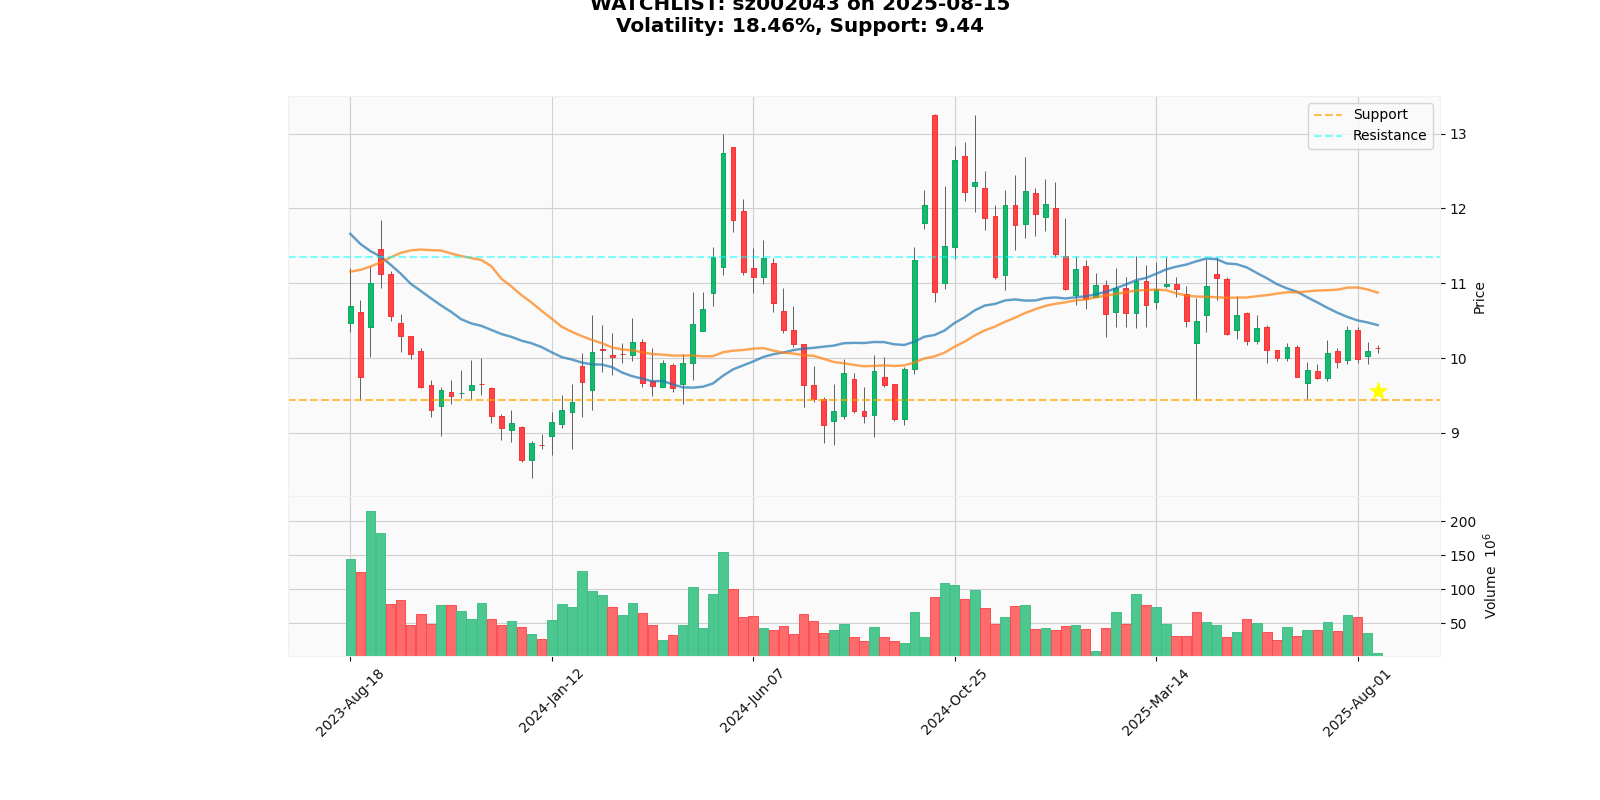 WATCHLIST: sz002043 on 2025-08-15
Volatility: 18.46%, Support: 9.44
Support
Resistance
13
12
11
10
9
Price
200
150
100
50
Volume 10^6
2023-Aug-18
2024-Jan-12
2024-Jun-07
2024-Oct-25
2025-Mar-14
2025-Aug-01